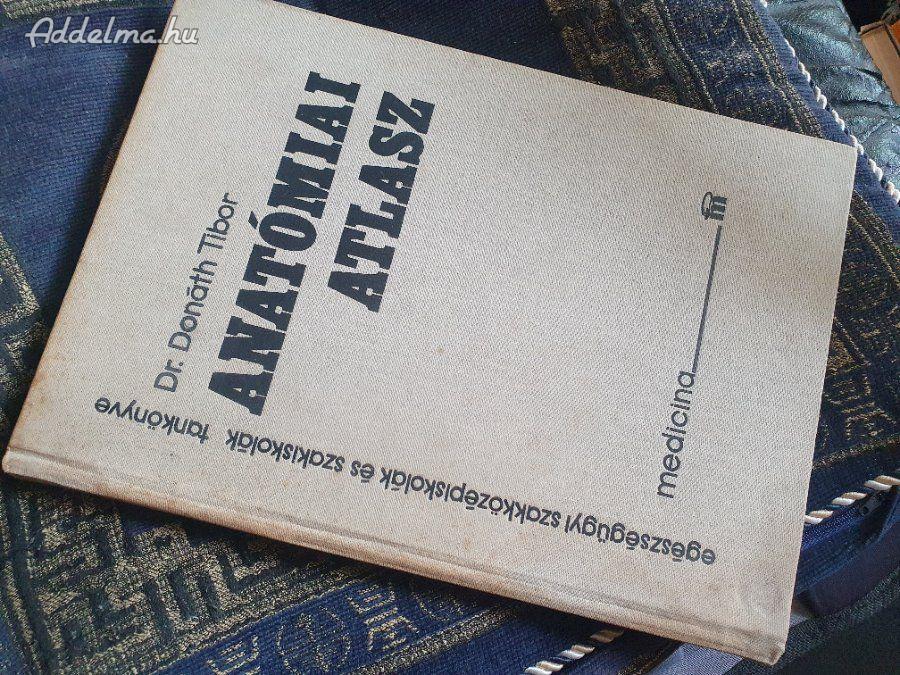 Addelma.hu
Dr. Donáth Tibor
ANATÓMIAI
ATLASZ
medicina
egészségügyi szakközépiskolák és szakiskolák tankönyve